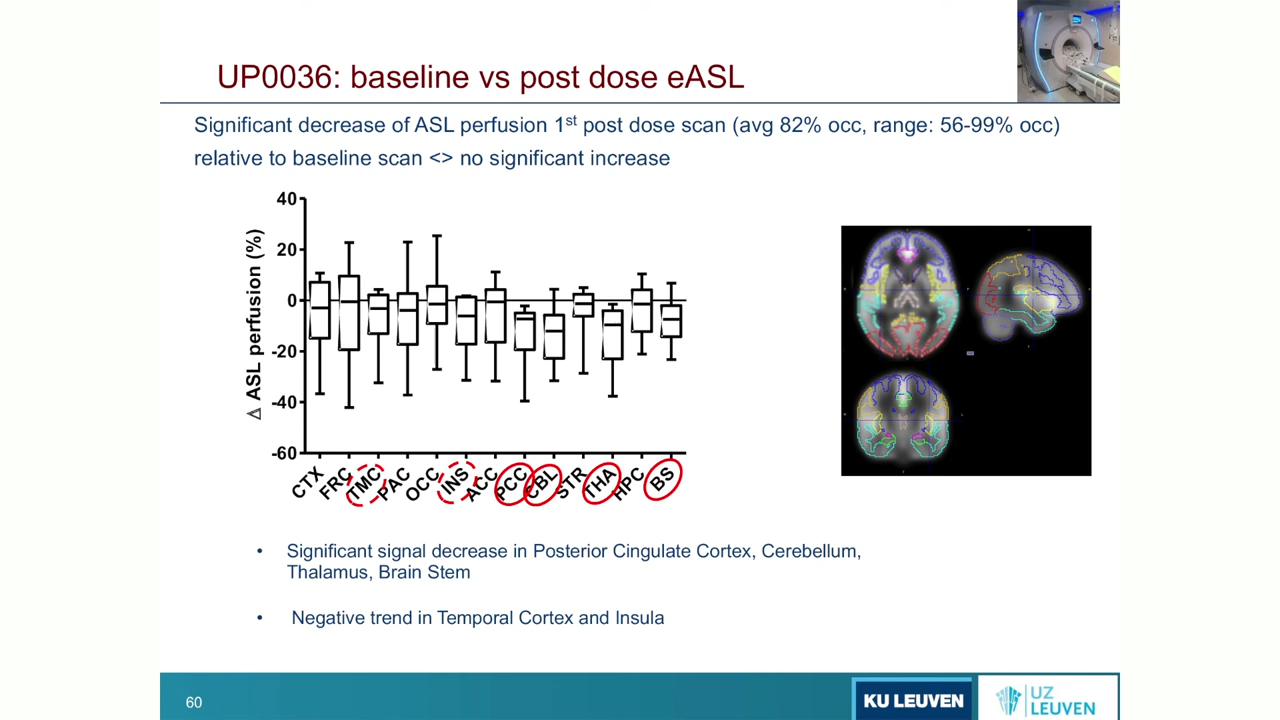 UP0036: baseline vs post dose eASL
Significant decrease of ASL perfusion 1st post dose scan (avg 82% occ, range: 56-99% occ)
relative to baseline scan <> no significant increase
Δ ASL perfusion (%)
40
20
0
-20
-40
-60
CTX FRC TMC PAC OCC INS ACC PCC CBL STR THA HPC BS
• Significant signal decrease in Posterior Cingulate Cortex, Cerebellum,
Thalamus, Brain Stem
• Negative trend in Temporal Cortex and Insula
60
KU LEUVEN
UZ
LEUVEN